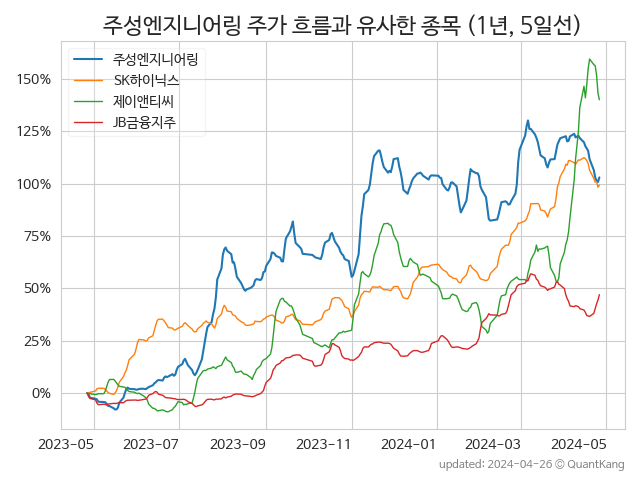 주성엔지니어링 주가 흐름과 유사한 종목 (1년, 5일선)
주성엔지니어링
SK하이닉스
제이앤티씨
JB금융지주
150%
125%
100%
75%
50%
25%
0%
2023-05 2023-07 2023-09 2023-11 2024-01 2024-03 2024-05
updated: 2024-04-26 © QuantKang